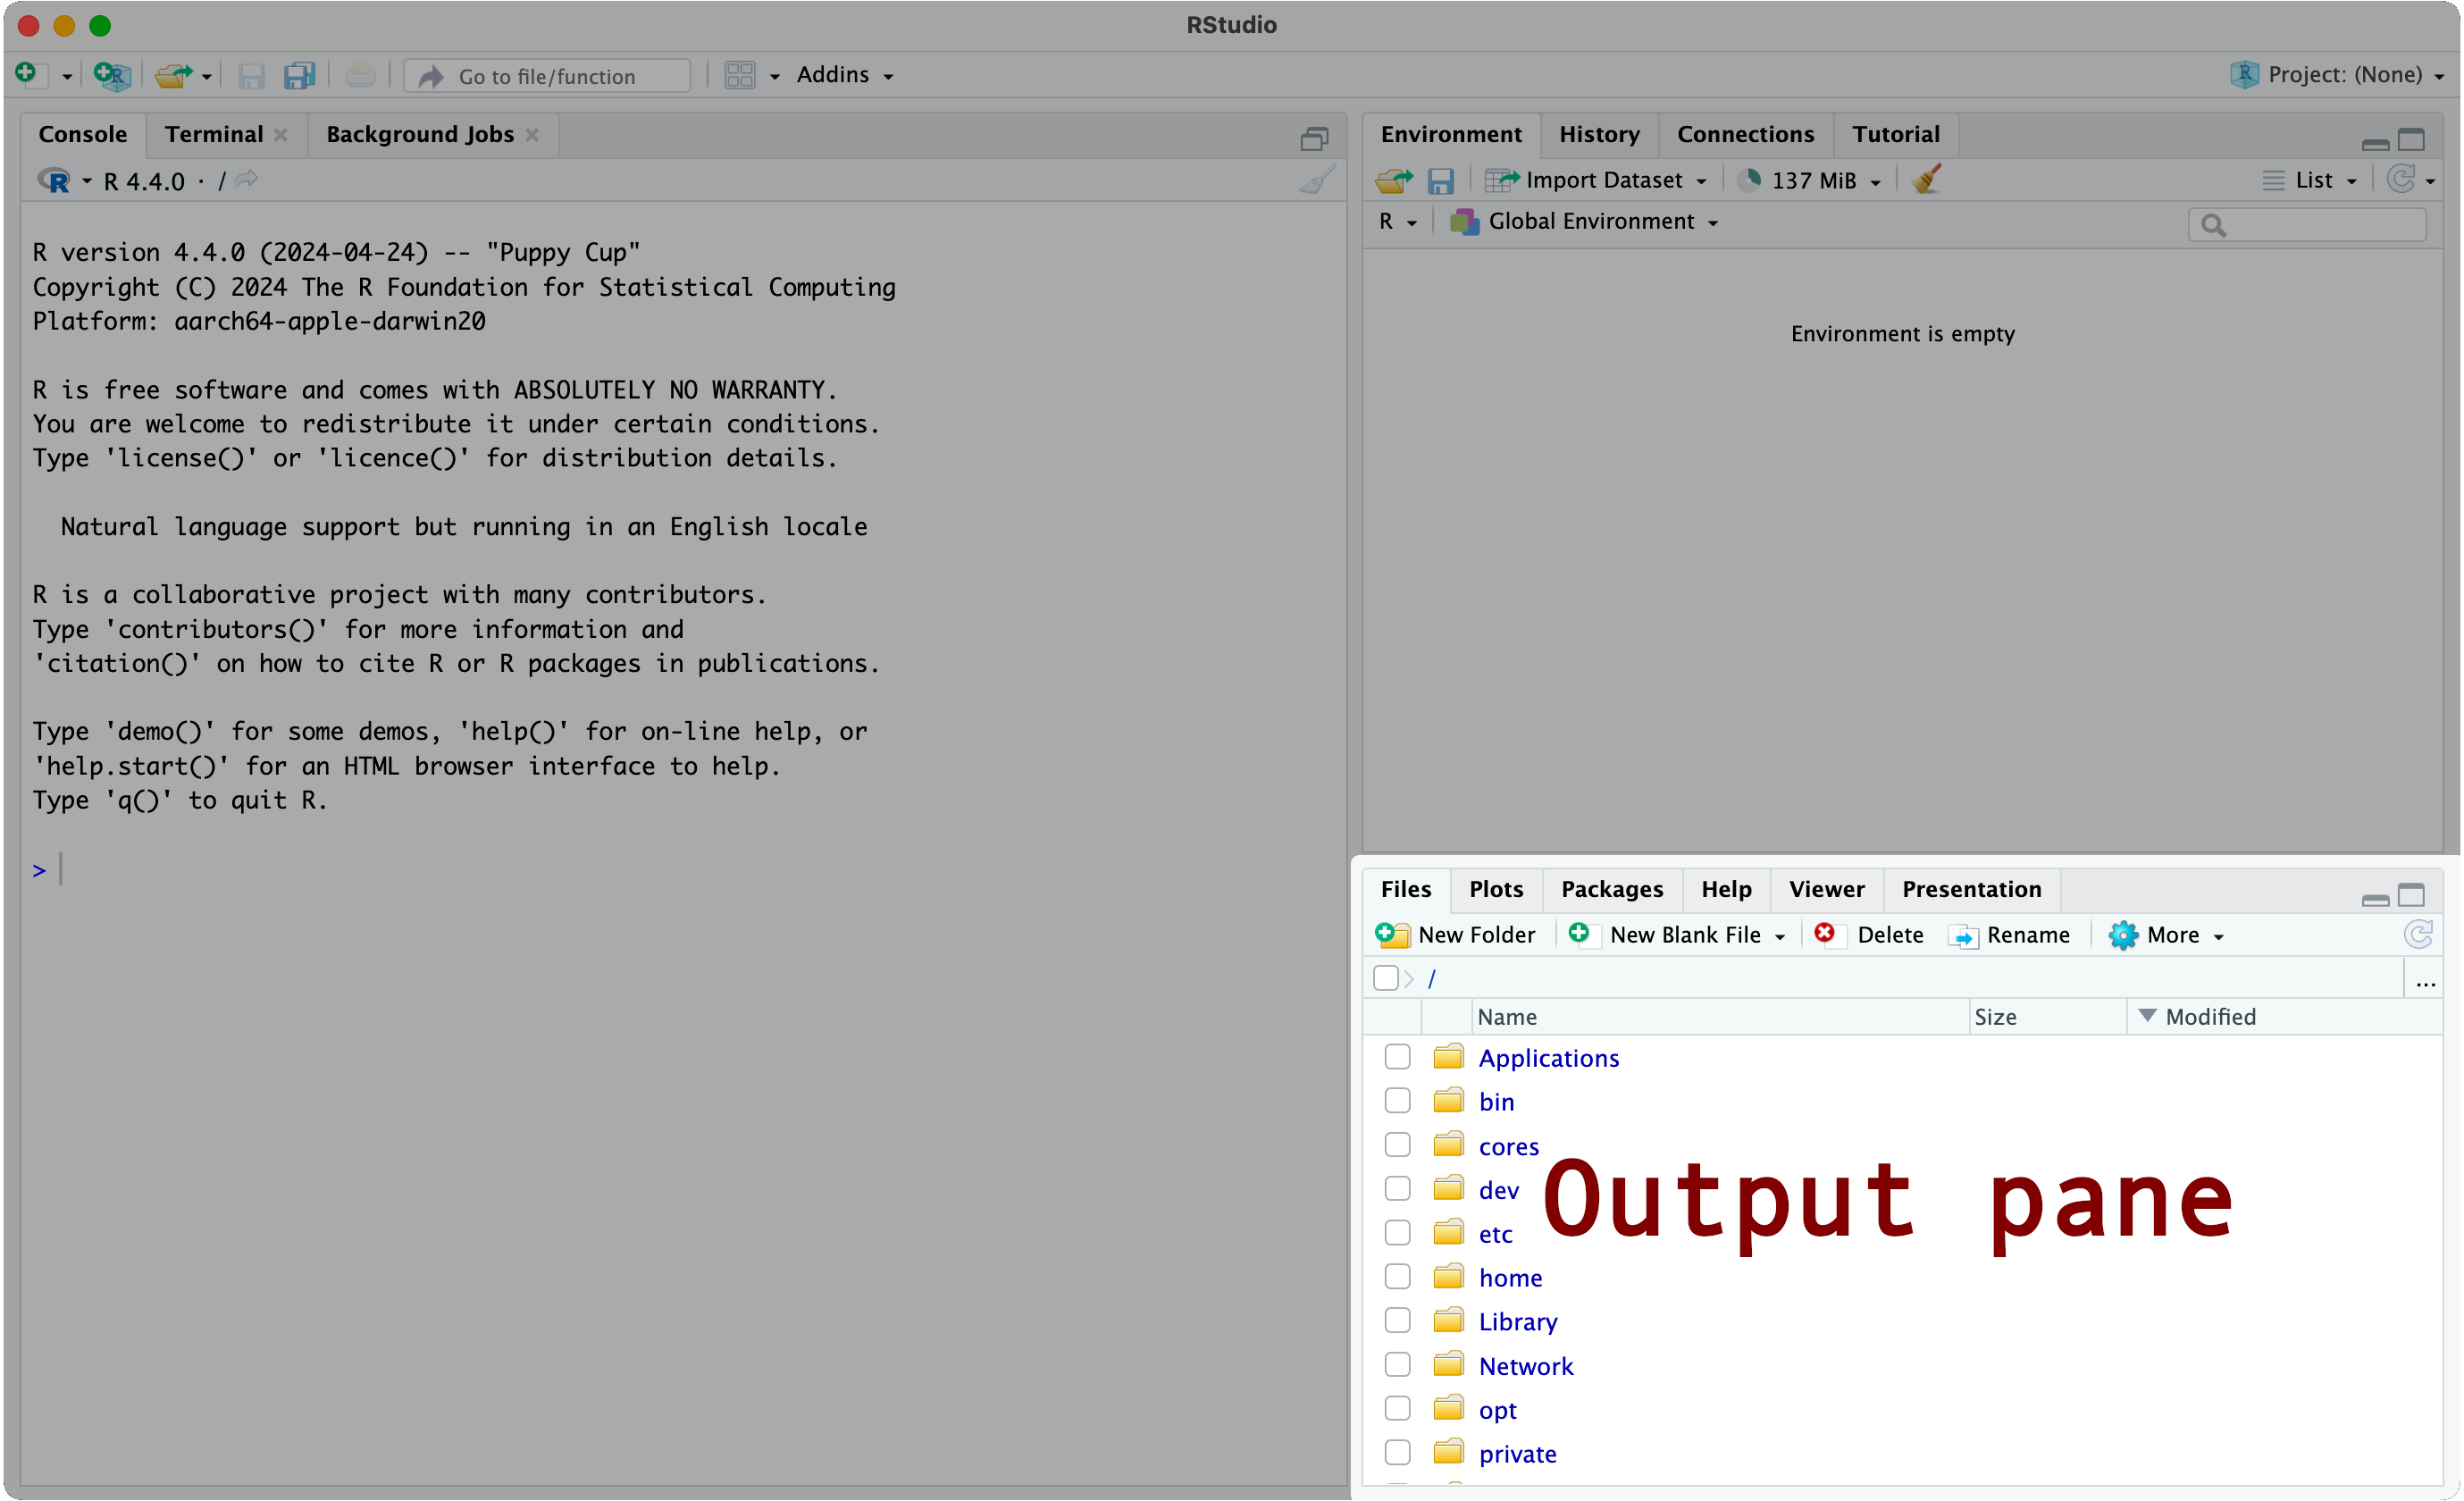 RStudio
Go to file/function
Addins
Project: (None)
Console Terminal Background Jobs
R 4.4.0 · /
R version 4.4.0 (2024-04-24) -- "Puppy Cup"
Copyright (C) 2024 The R Foundation for Statistical Computing
Platform: aarch64-apple-darwin20
R is free software and comes with ABSOLUTELY NO WARRANTY.
You are welcome to redistribute it under certain conditions.
Type 'license()' or 'licence()' for distribution details.
Natural language support but running in an English locale
R is a collaborative project with many contributors.
Type 'contributors()' for more information and
'citation()' on how to cite R or R packages in publications.
Type 'demo()' for some demos, 'help()' for on-line help, or
'help.start()' for an HTML browser interface to help.
Type 'q()' to quit R.
>
Environment History Connections Tutorial
Import Dataset 137 MiB List
R Global Environment
Environment is empty
Files Plots Packages Help Viewer Presentation
New Folder New Blank File Delete Rename More
/ ...
Name Size Modified
Applications
bin
cores
dev
etc
home
Library
Network
opt
private
Output pane